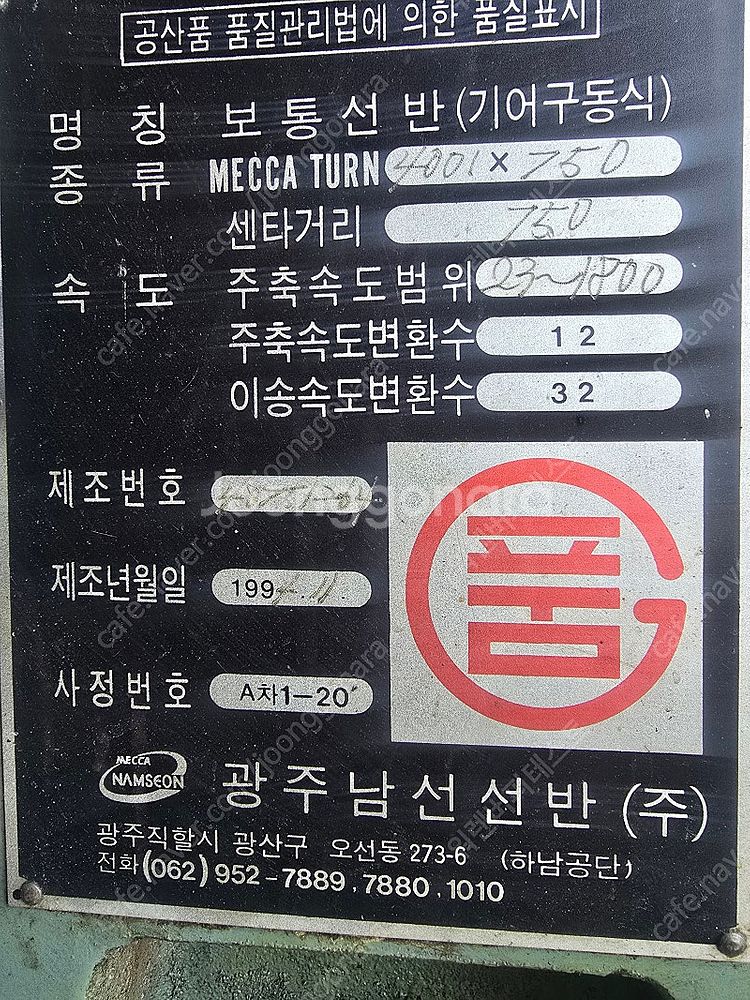 공산품 품질관리법에 의한 품질표시
명 칭 보통선반(기어구동식)
종 류 MECCA TURN 4001 × 750
센타거리 750
속 도 주축속도범위 23~1800
주축속도변환수 12
이송속도변환수 32
제조번호
제조년월일 199 . 11.
사정번호 A차1-20
품
MECCA
NAMSEON
광주남선선반(주)
광주직할시 광산구 오선동 273-6 (하남공단)
전화(062)952-7889, 7880, 1010
Joonggonara
cafe.naver.com/joonggonara